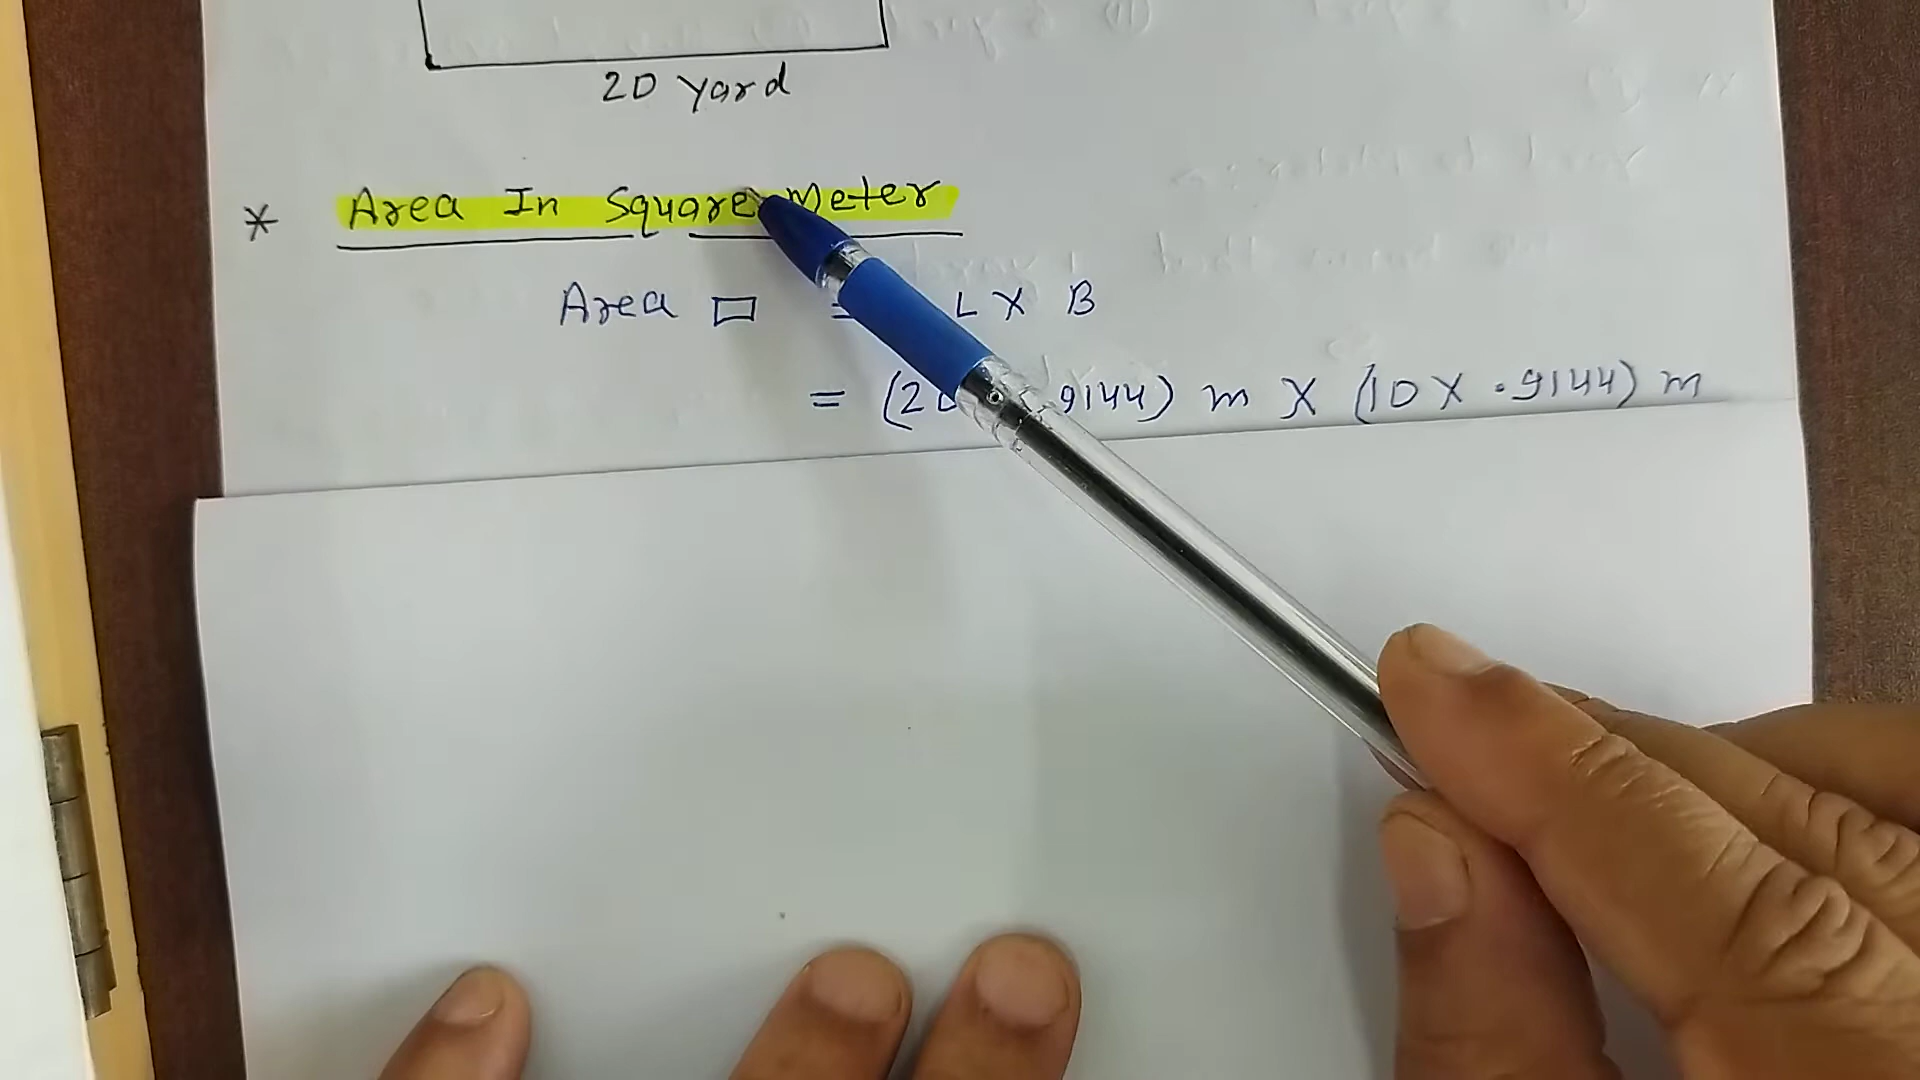 20 Yard
* Area In Square Meter
Area ▭ = L X B
= (20 .9144) m X (10 X .9144) m